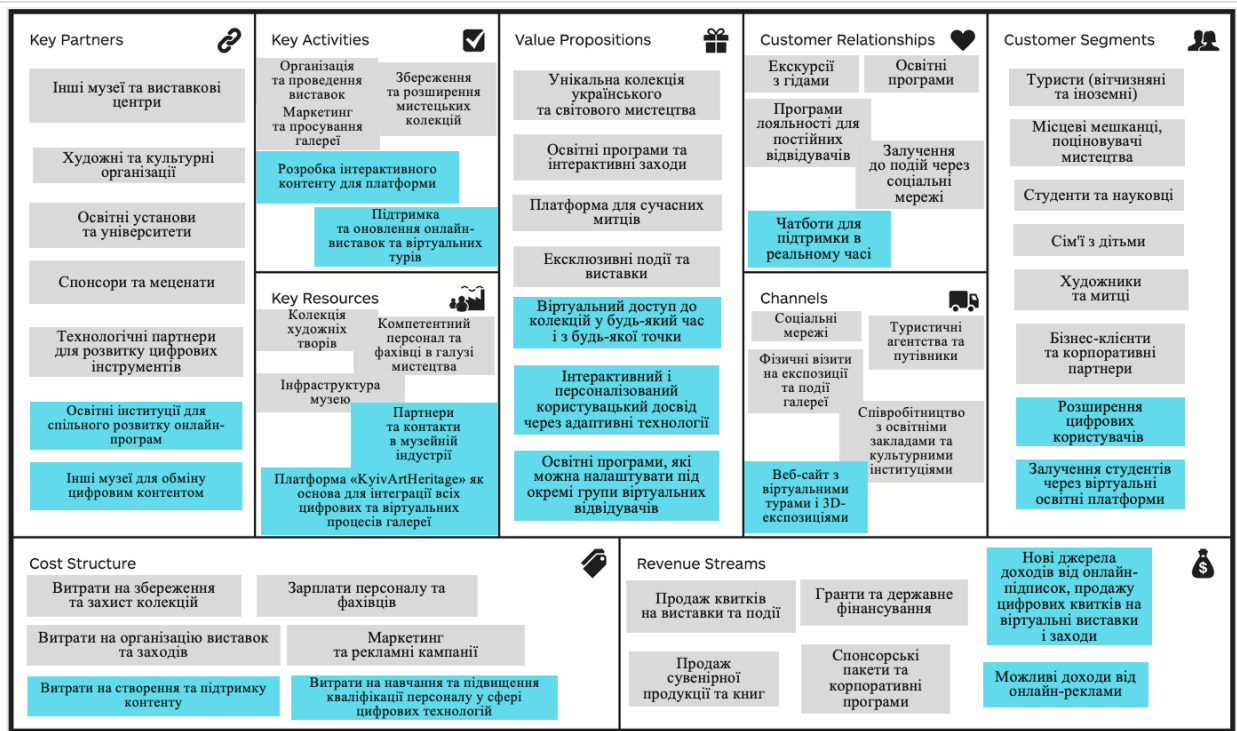 Key Partners
Інші музеї та виставкові
центри
Художні та культурні
організації
Освітні установи
та університети
Спонсори та меценати
Технологічні партнери
для розвитку цифрових
інструментів
Освітні інституції для
спільного розвитку онлайн-
програм
Інші музеї для обміну
цифровим контентом
Key Activities
Організація
та проведення
виставок
Маркетинг
та просування
галереї
Збереження
та розширення
мистецьких
колекцій
Розробка інтерактивного
контенту для платформи
Підтримка
та оновлення онлайн-
виставок та віртуальних
турів
Key Resources
Колекція
художніх
творів
Компетентний
персонал та
фахівці в галузі
мистецтва
Інфраструктура
музею
Партнери
та контакти
в музейній
індустрії
Платформа «KyivArtHeritage» як
основа для інтеграції всіх
цифрових та віртуальних
процесів галереї
Value Propositions
Унікальна колекція
українського
та світового мистецтва
Освітні програми та
інтерактивні заходи
Платформа для сучасних
митців
Ексклюзивні події та
виставки
Віртуальний доступ до
колекцій у будь-який час
і з будь-якої точки
Інтерактивний і
персоналізований
користувацький досвід
через адаптивні технології
Освітні програми, які
можна налаштувати під
окремі групи віртуальних
відвідувачів
Customer Relationships
Екскурсії
з гідами
Освітні
програми
Програми
лояльності для
постійних
відвідувачів
Залучення
до подій через
соціальні
мережі
Чатботи для
підтримки в
реальному часі
Channels
Соціальні
мережі
Туристичні
агентства та
путівники
Фізичні візити
на експозиції
та події
галереї
Співробітництво
з освітніми
закладами та
культурними
інституціями
Веб-сайт з
віртуальними
турами і 3D-
експозиціями
Customer Segments
Туристи (вітчизняні
та іноземні)
Місцеві мешканці,
поціновувачі
мистецтва
Студенти та науковці
Сім'ї з дітьми
Художники
та митці
Бізнес-клієнти
та корпоративні
партнери
Розширення
цифрових
користувачів
Залучення студентів
через віртуальні
освітні платформи
Cost Structure
Витрати на збереження
та захист колекцій
Зарплати персоналу та
фахівців
Витрати на організацію виставок
та заходів
Маркетинг
та рекламні кампанії
Витрати на створення та підтримку
контенту
Витрати на навчання та підвищення
кваліфікації персоналу у сфері
цифрових технологій
Revenue Streams
Продаж квитків
на виставки та події
Гранти та державне
фінансування
Продаж
сувенірної
продукції та книг
Спонсорські
пакети та
корпоративні
програми
Нові джерела
доходів від онлайн-
підписок, продажу
цифрових квитків на
віртуальні виставки
і заходи
Можливі доходи від
онлайн-реклами